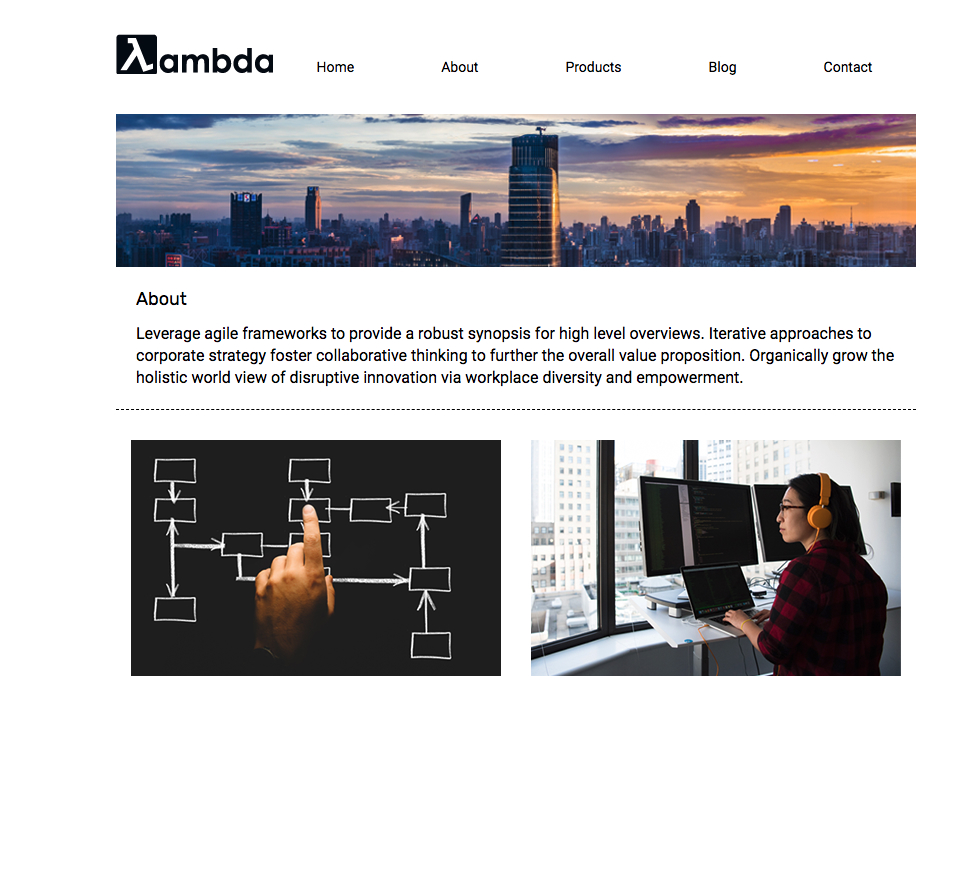 λambda
Home About Products Blog Contact
About
Leverage agile frameworks to provide a robust synopsis for high level overviews. Iterative approaches to
corporate strategy foster collaborative thinking to further the overall value proposition. Organically grow the
holistic world view of disruptive innovation via workplace diversity and empowerment.